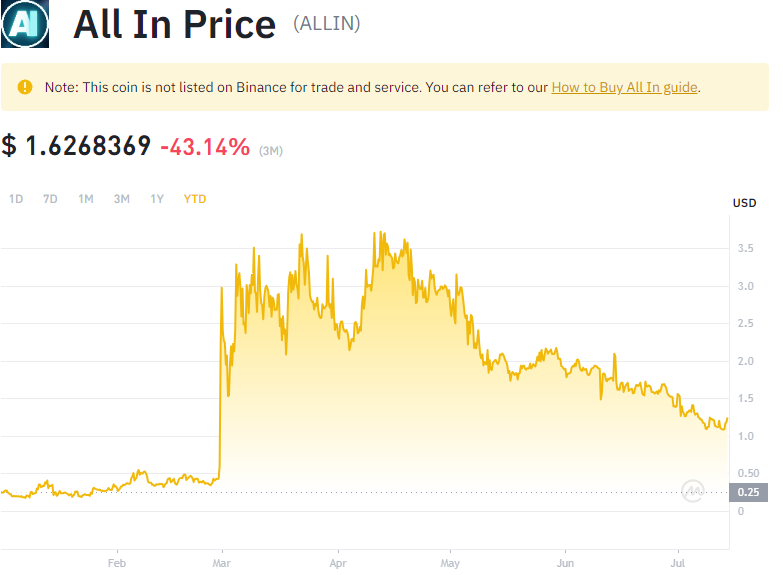 AI
All In Price (ALLIN)
Note: This coin is not listed on Binance for trade and service. You can refer to our How to Buy All In guide.
$ 1.6268369 -43.14% (3M)
1D 7D 1M 3M 1Y YTD
USD
3.5
3.0
2.5
2.0
1.5
1.0
0.50
0.25
0
Feb Mar Apr May Jun Jul